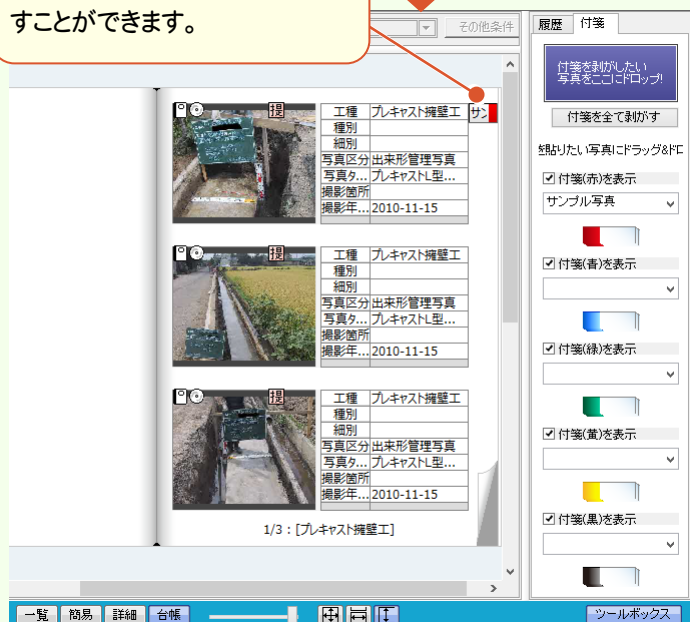 すことができます。
その他条件
履歴 付箋
付箋を剥がしたい
写真をここにドロップ!
付箋を全て剥がす
を貼りたい写真にドラッグ&ドロ
付箋(赤)を表示
サンプル写真
付箋(青)を表示
付箋(緑)を表示
付箋(黄)を表示
付箋(黒)を表示
提
工種 プレキャスト擁壁工
サン
種別
細別
写真区分 出来形管理写真
写真タ... プレキャストL型...
撮影箇所
撮影年... 2010-11-15
提
工種 プレキャスト擁壁工
種別
細別
写真区分 出来形管理写真
写真タ... プレキャストL型...
撮影箇所
撮影年... 2010-11-15
提
工種 プレキャスト擁壁工
種別
細別
写真区分 出来形管理写真
写真タ... プレキャストL型...
撮影箇所
撮影年... 2010-11-15
1/3 : [プレキャスト擁壁工]
一覧 簡易 詳細 台帳
ツールボックス